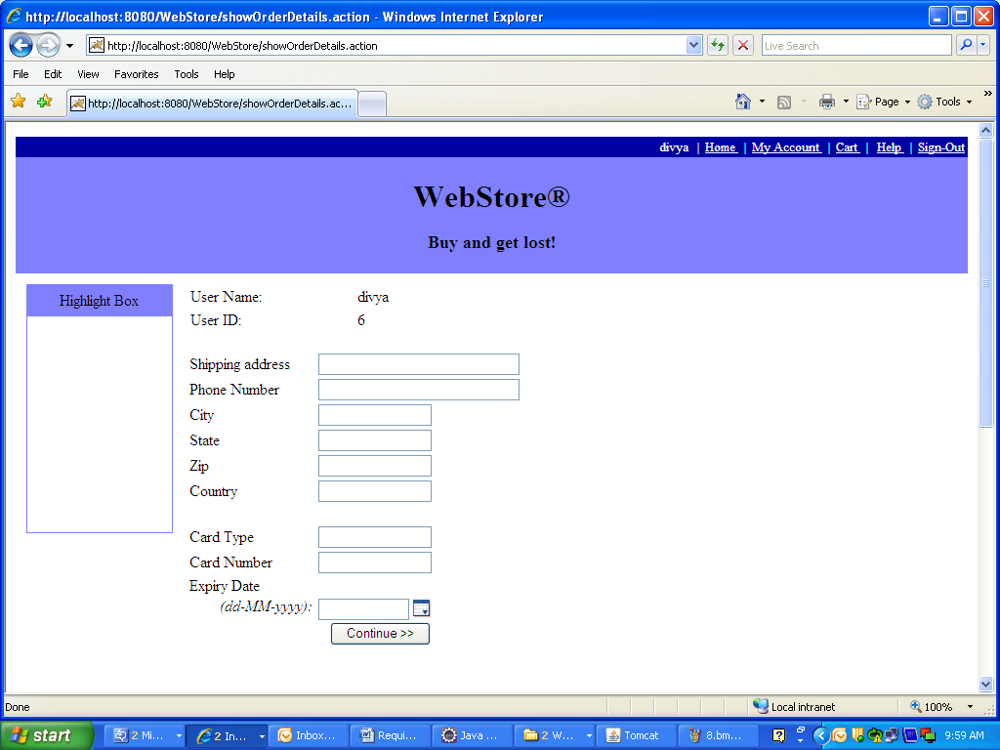 http://localhost:8080/WebStore/showOrderDetails.action - Windows Internet Explorer
http://localhost:8080/WebStore/showOrderDetails.action Live Search
File Edit View Favorites Tools Help
http://localhost:8080/WebStore/showOrderDetails.ac... Page Tools »
divya | Home | My Account | Cart | Help | Sign-Out
WebStore®
Buy and get lost!
Highlight Box
User Name: divya
User ID: 6
Shipping address
Phone Number
City
State
Zip
Country
Card Type
Card Number
Expiry Date
(dd-MM-yyyy):
Continue >>
Done Local intranet 100%
start 2 Mi... 2 In... Inbox... Requi... Java ... 2 W... Tomcat 8.bm... 9:59 AM